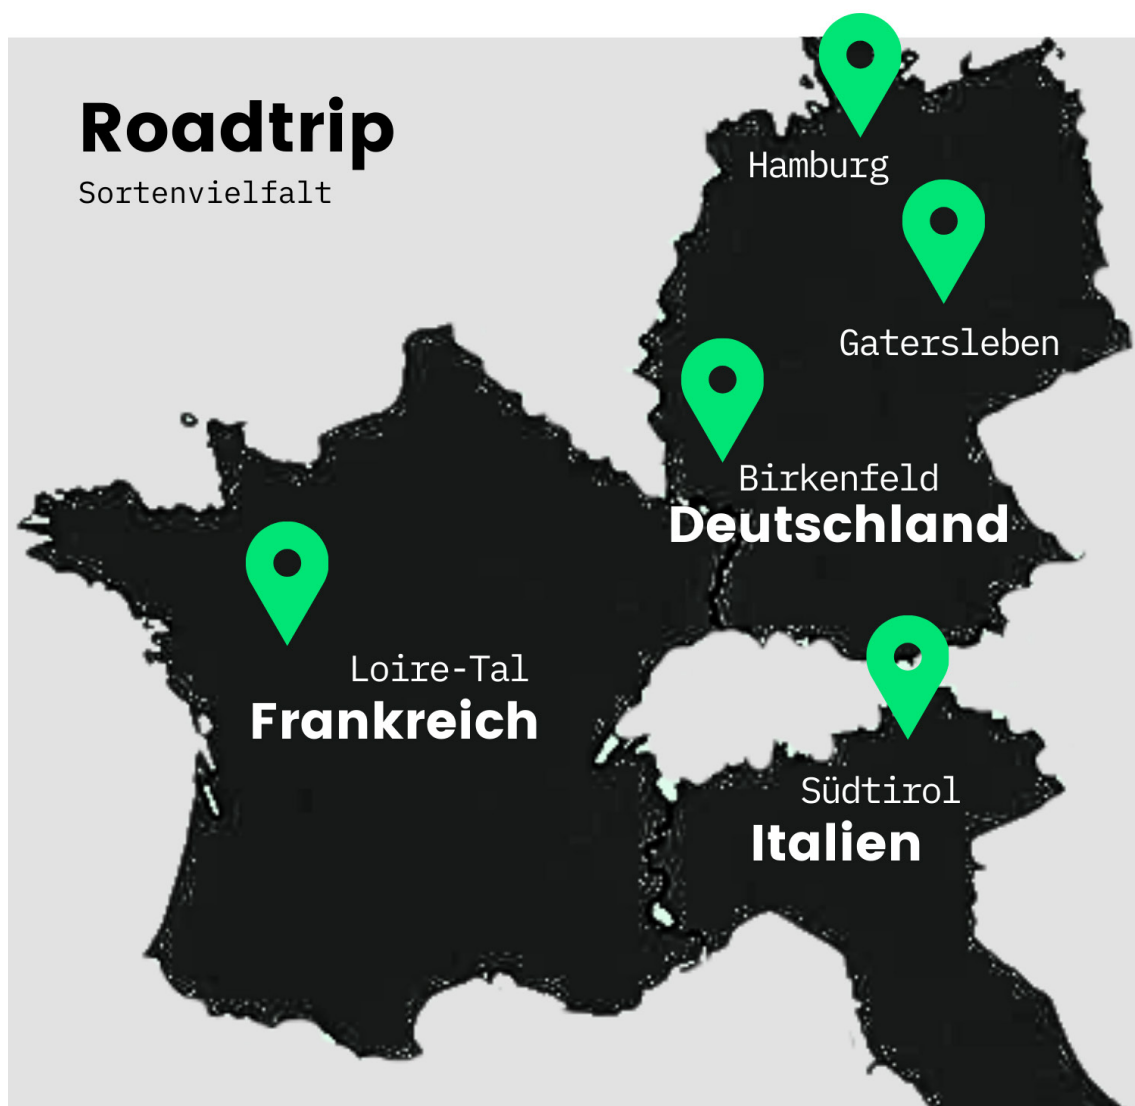 Roadtrip
Sortenvielfalt
Hamburg
Gatersleben
Birkenfeld
Deutschland
Loire-Tal
Frankreich
Südtirol
Italien